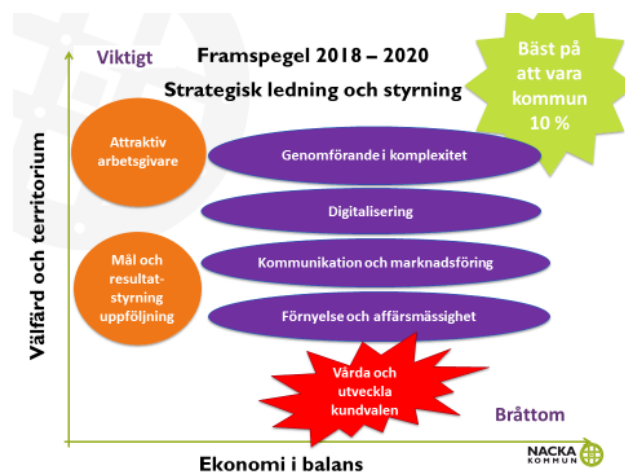 Viktigt
Framspegel 2018 – 2020
Strategisk ledning och styrning
Bäst på
att vara
kommun
10 %
Välfärd och territorium
Attraktiv
arbetsgivare
Genomförande i komplexitet
Digitalisering
Mål och
resultat-
styrning
uppföljning
Kommunikation och marknadsföring
Förnyelse och affärsmässighet
Vårda och
utveckla
kundvalen
Bråttom
Ekonomi i balans
NACKA
KOMMUN